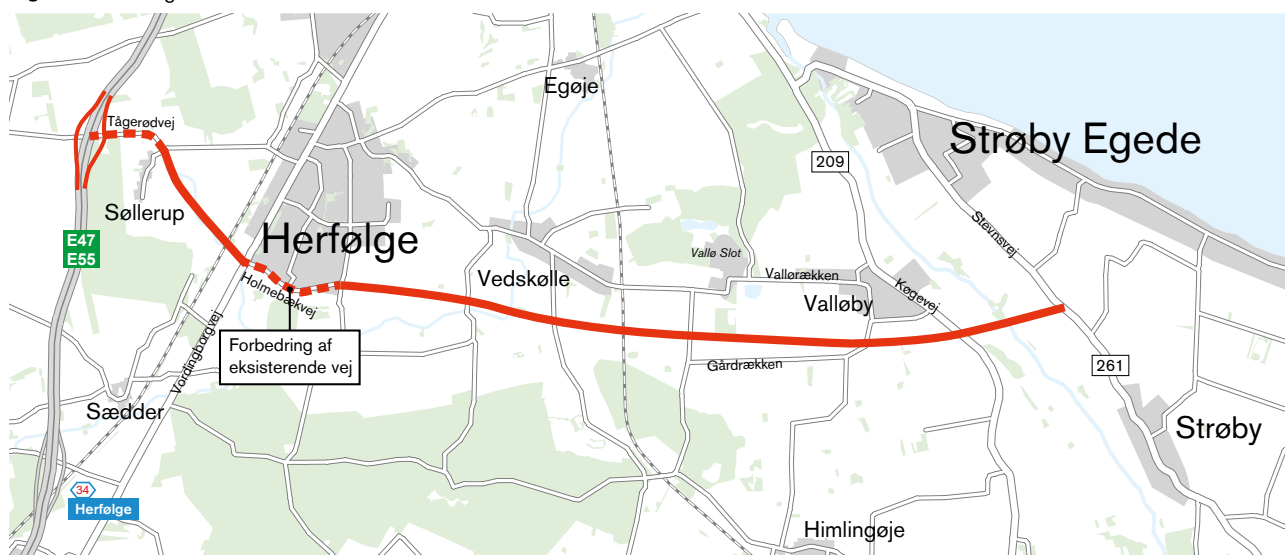 Egøje
Tågerødvej
Strøby Egede
209
Søllerup
Stevnsvej
Herfølge
E47
E55
Vallø Slot
Vedskølle
Vallørækken
Køgevej
Valløby
Holmebækvej
Vordingborgvej
Forbedring af
eksisterende vej
Gårdrækken
261
Sædder
Strøby
34
Herfølge
Himlingøje